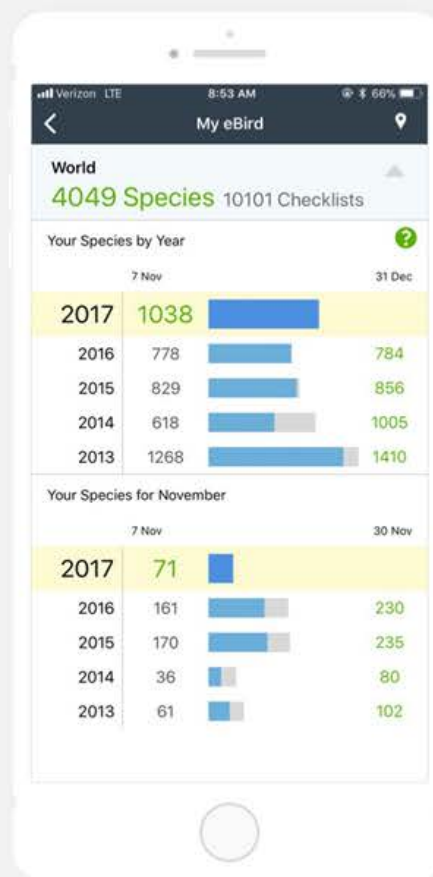 Verizon LTE 8:53 AM 66%
My eBird
World
4049 Species 10101 Checklists
Your Species by Year ?
7 Nov 31 Dec
2017 1038
2016 778 784
2015 829 856
2014 618 1005
2013 1268 1410
Your Species for November
7 Nov 30 Nov
2017 71
2016 161 230
2015 170 235
2014 36 80
2013 61 102